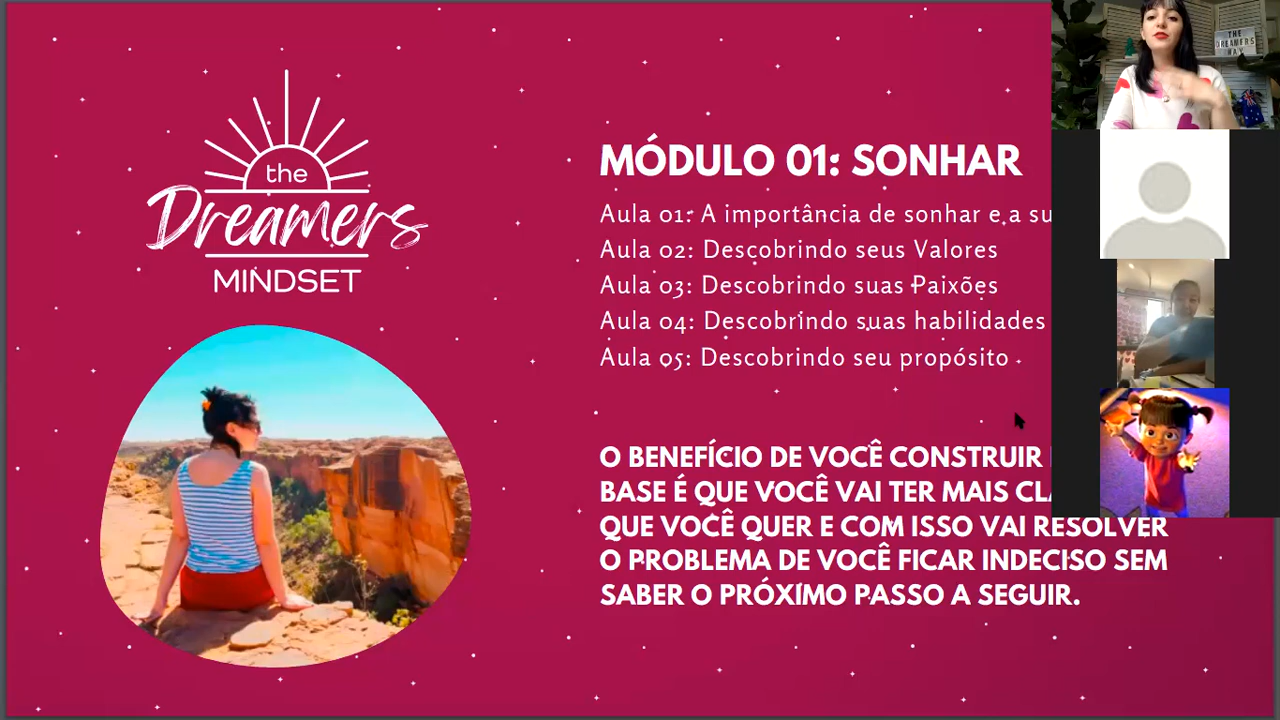 the
Dreamers
MINDSET
MÓDULO 01: SONHAR
Aula 01: A importância de sonhar e a su
Aula 02: Descobrindo seus Valores
Aula 03: Descobrindo suas Paixões
Aula 04: Descobrindo suas habilidades
Aula 05: Descobrindo seu propósito
O BENEFÍCIO DE VOCÊ CONSTRUIR
BASE É QUE VOCÊ VAI TER MAIS CLA
QUE VOCÊ QUER E COM ISSO VAI RESOLVER
O PROBLEMA DE VOCÊ FICAR INDECISO SEM
SABER O PRÓXIMO PASSO A SEGUIR.
THE
DREAMERS
WAY